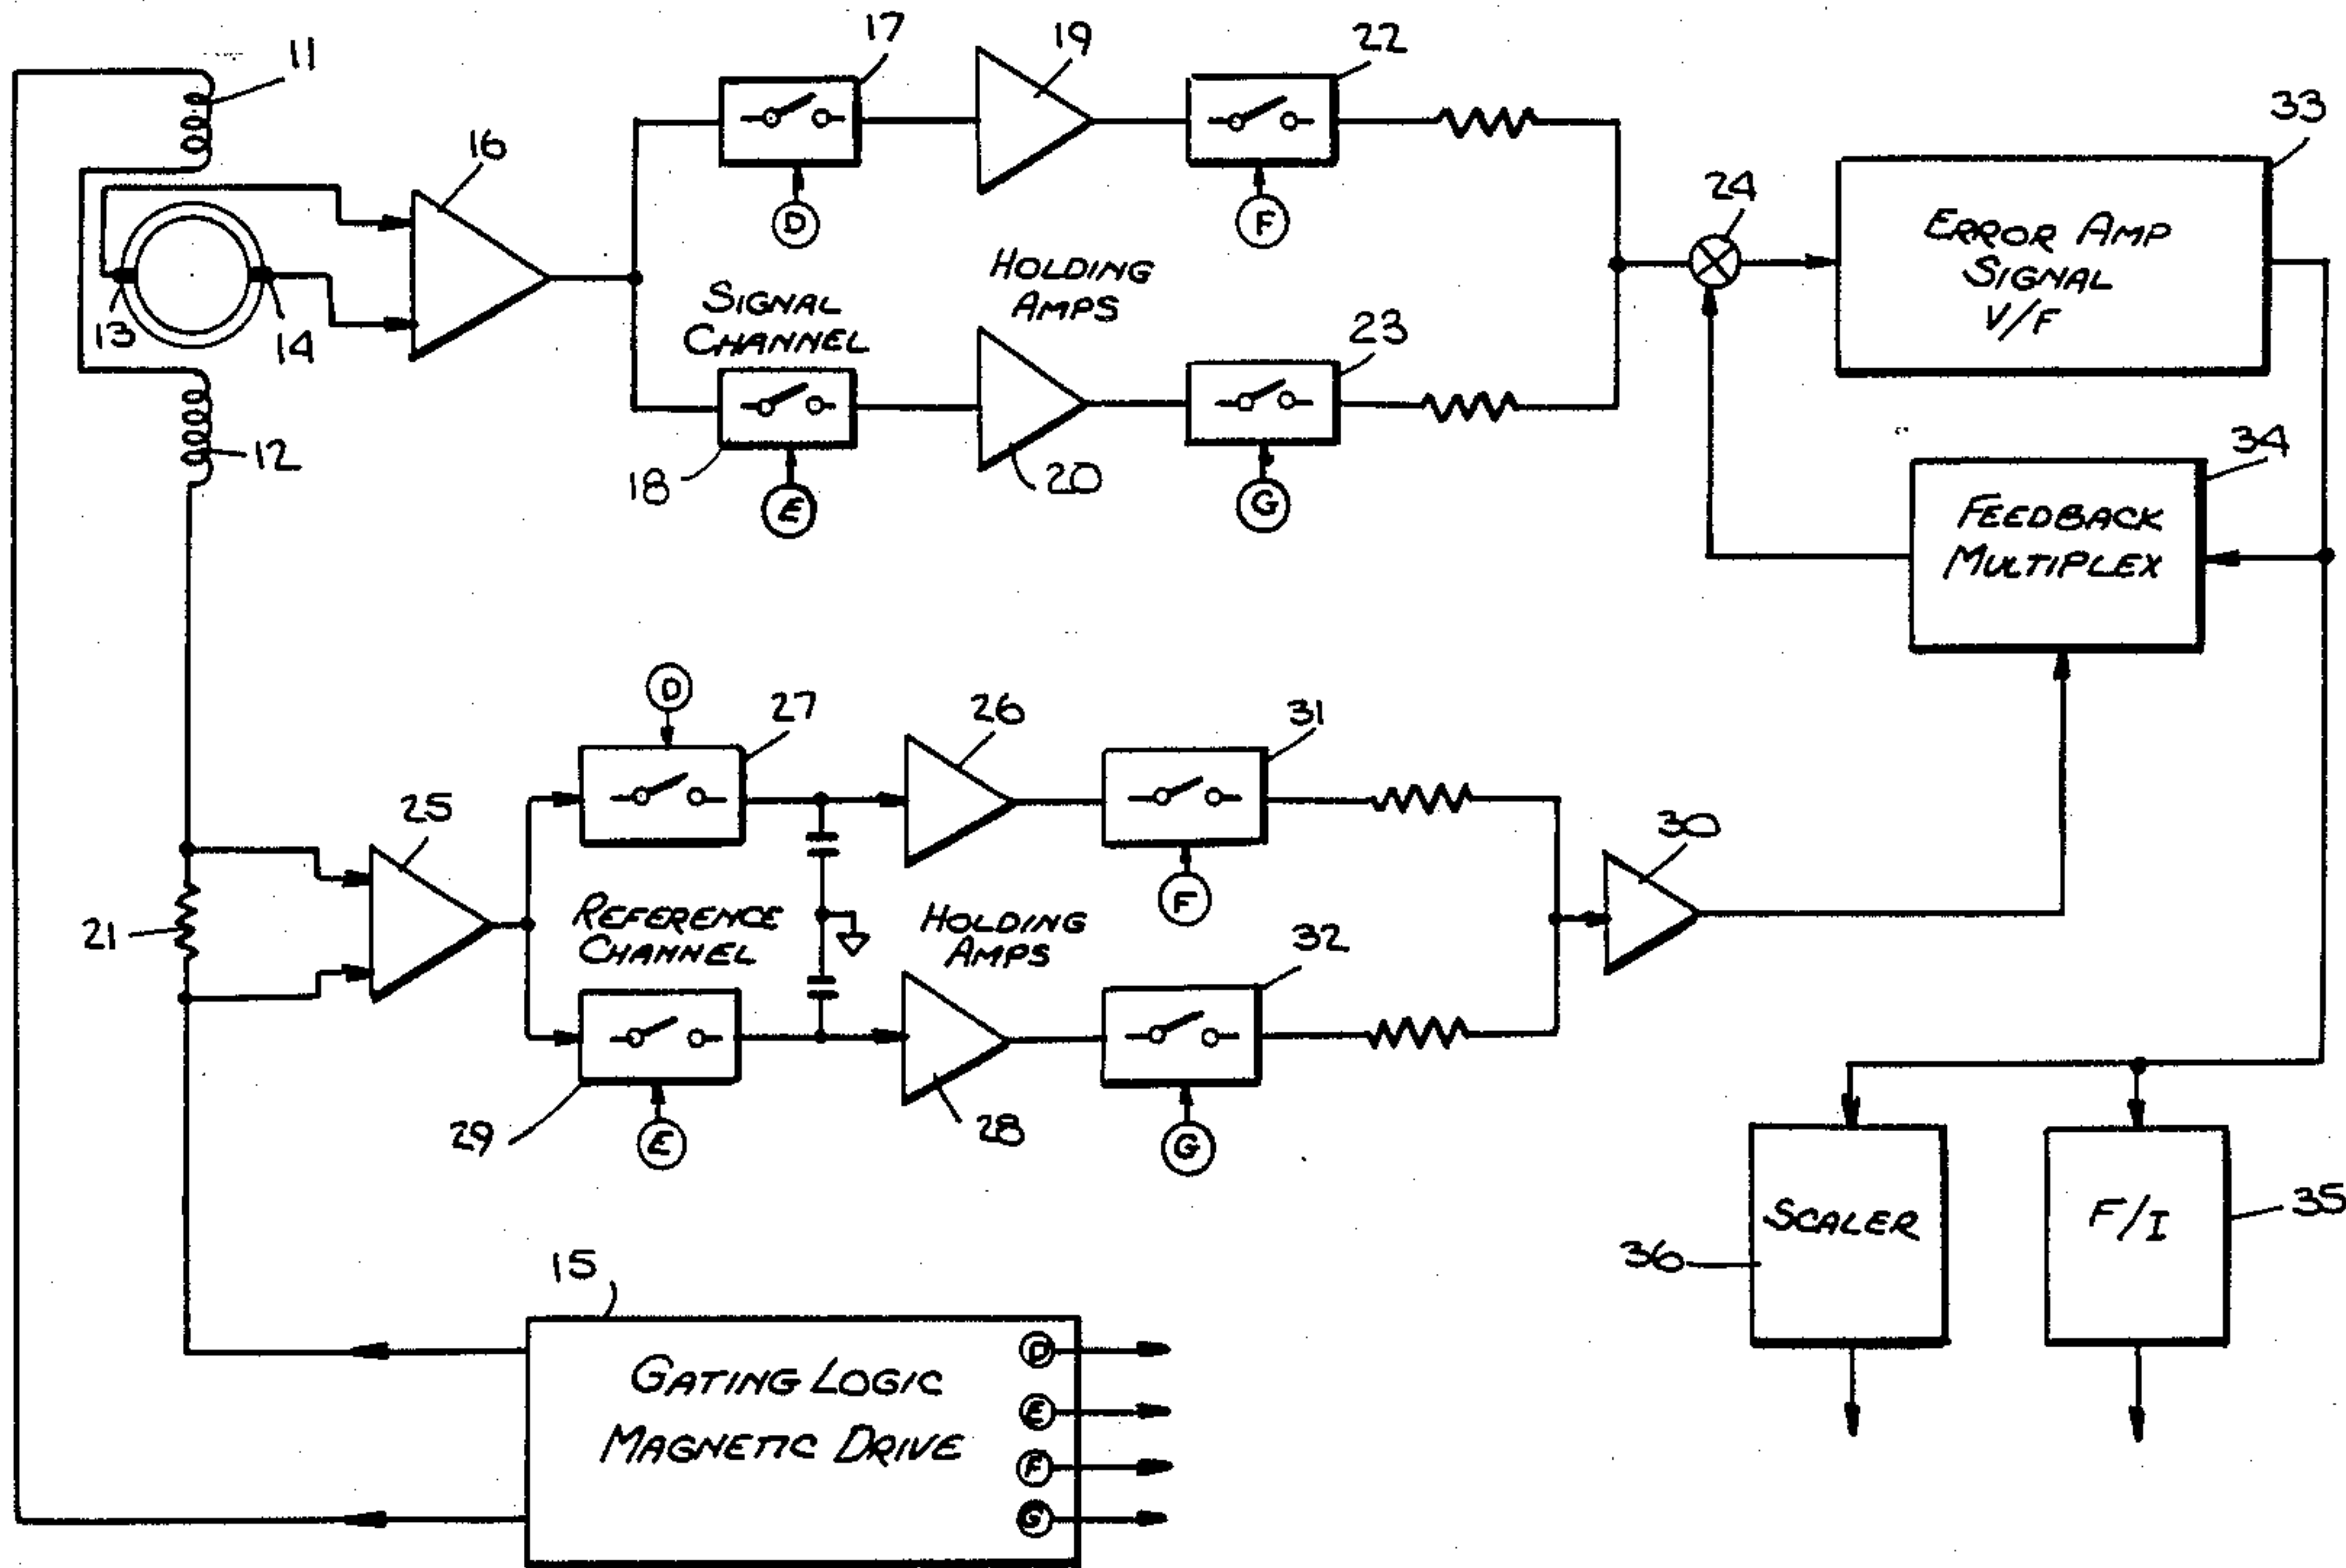 11
17
19
22
33
16
24
ERROR AMP
SIGNAL
V/F
D
F
HOLDING
AMPS
SIGNAL
CHANNEL
13
14
23
12
18
20
34
E
G
FEEDBACK
MULTIPLEX
D
27
26
31
25
30
F
21
REFERENCE
CHANNEL
HOLDING
AMPS
32
29
E
28
G
SCALER
F/I
35
36
15
GATING LOGIC
MAGNETIC DRIVE
D
E
F
G